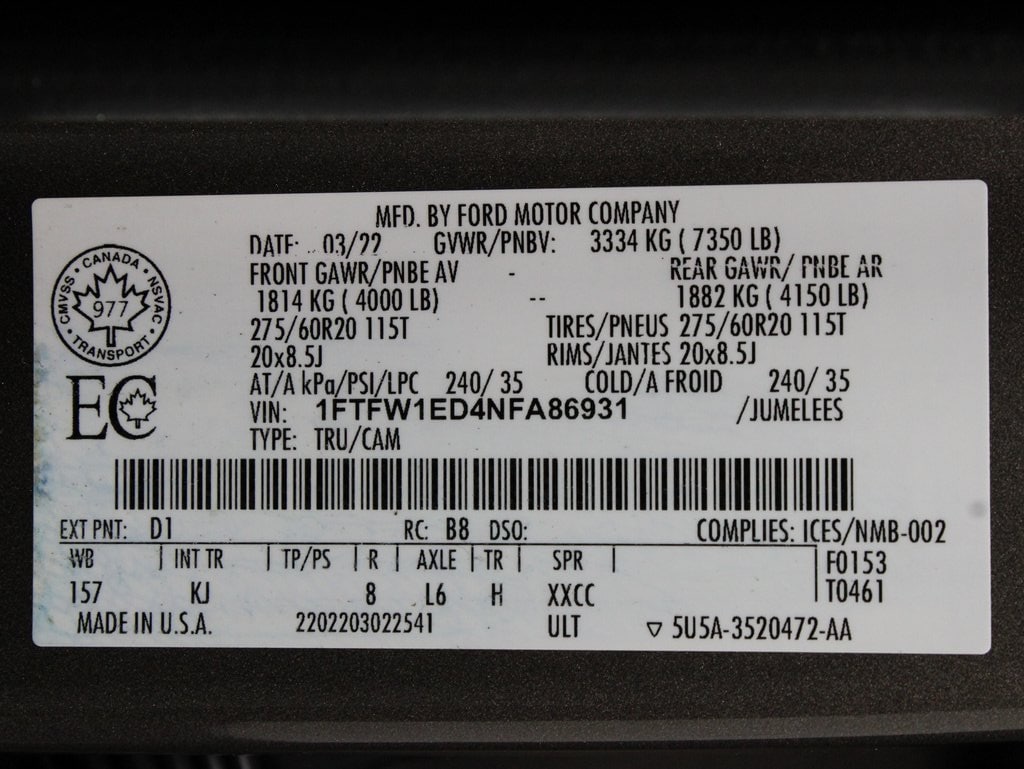 MFD. BY FORD MOTOR COMPANY
DATE: 03/22 GVWR/PNBV: 3334 KG ( 7350 LB)
FRONT GAWR/PNBE AV - REAR GAWR/ PNBE AR
1814 KG ( 4000 LB) -- 1882 KG ( 4150 LB)
275/60R20 115T TIRES/PNEUS 275/60R20 115T
20x8.5J RIMS/JANTES 20x8.5J
AT/A kPa/PSI/LPC 240/ 35 COLD/A FROID 240/ 35
VIN: 1FTFW1ED4NFA86931 /JUMELEES
TYPE: TRU/CAM
CANADA
CMVSS 977 NSVAC
TRANSPORT
EC
EXT PNT: D1 RC: B8 DSO: COMPLIES: ICES/NMB-002
WB | INT TR | TP/PS | R | AXLE | TR | SPR | F0153
157 KJ 8 L6 H XXCC T0461
MADE IN U.S.A. 2202203022541 ULT ▽ 5U5A-3520472-AA